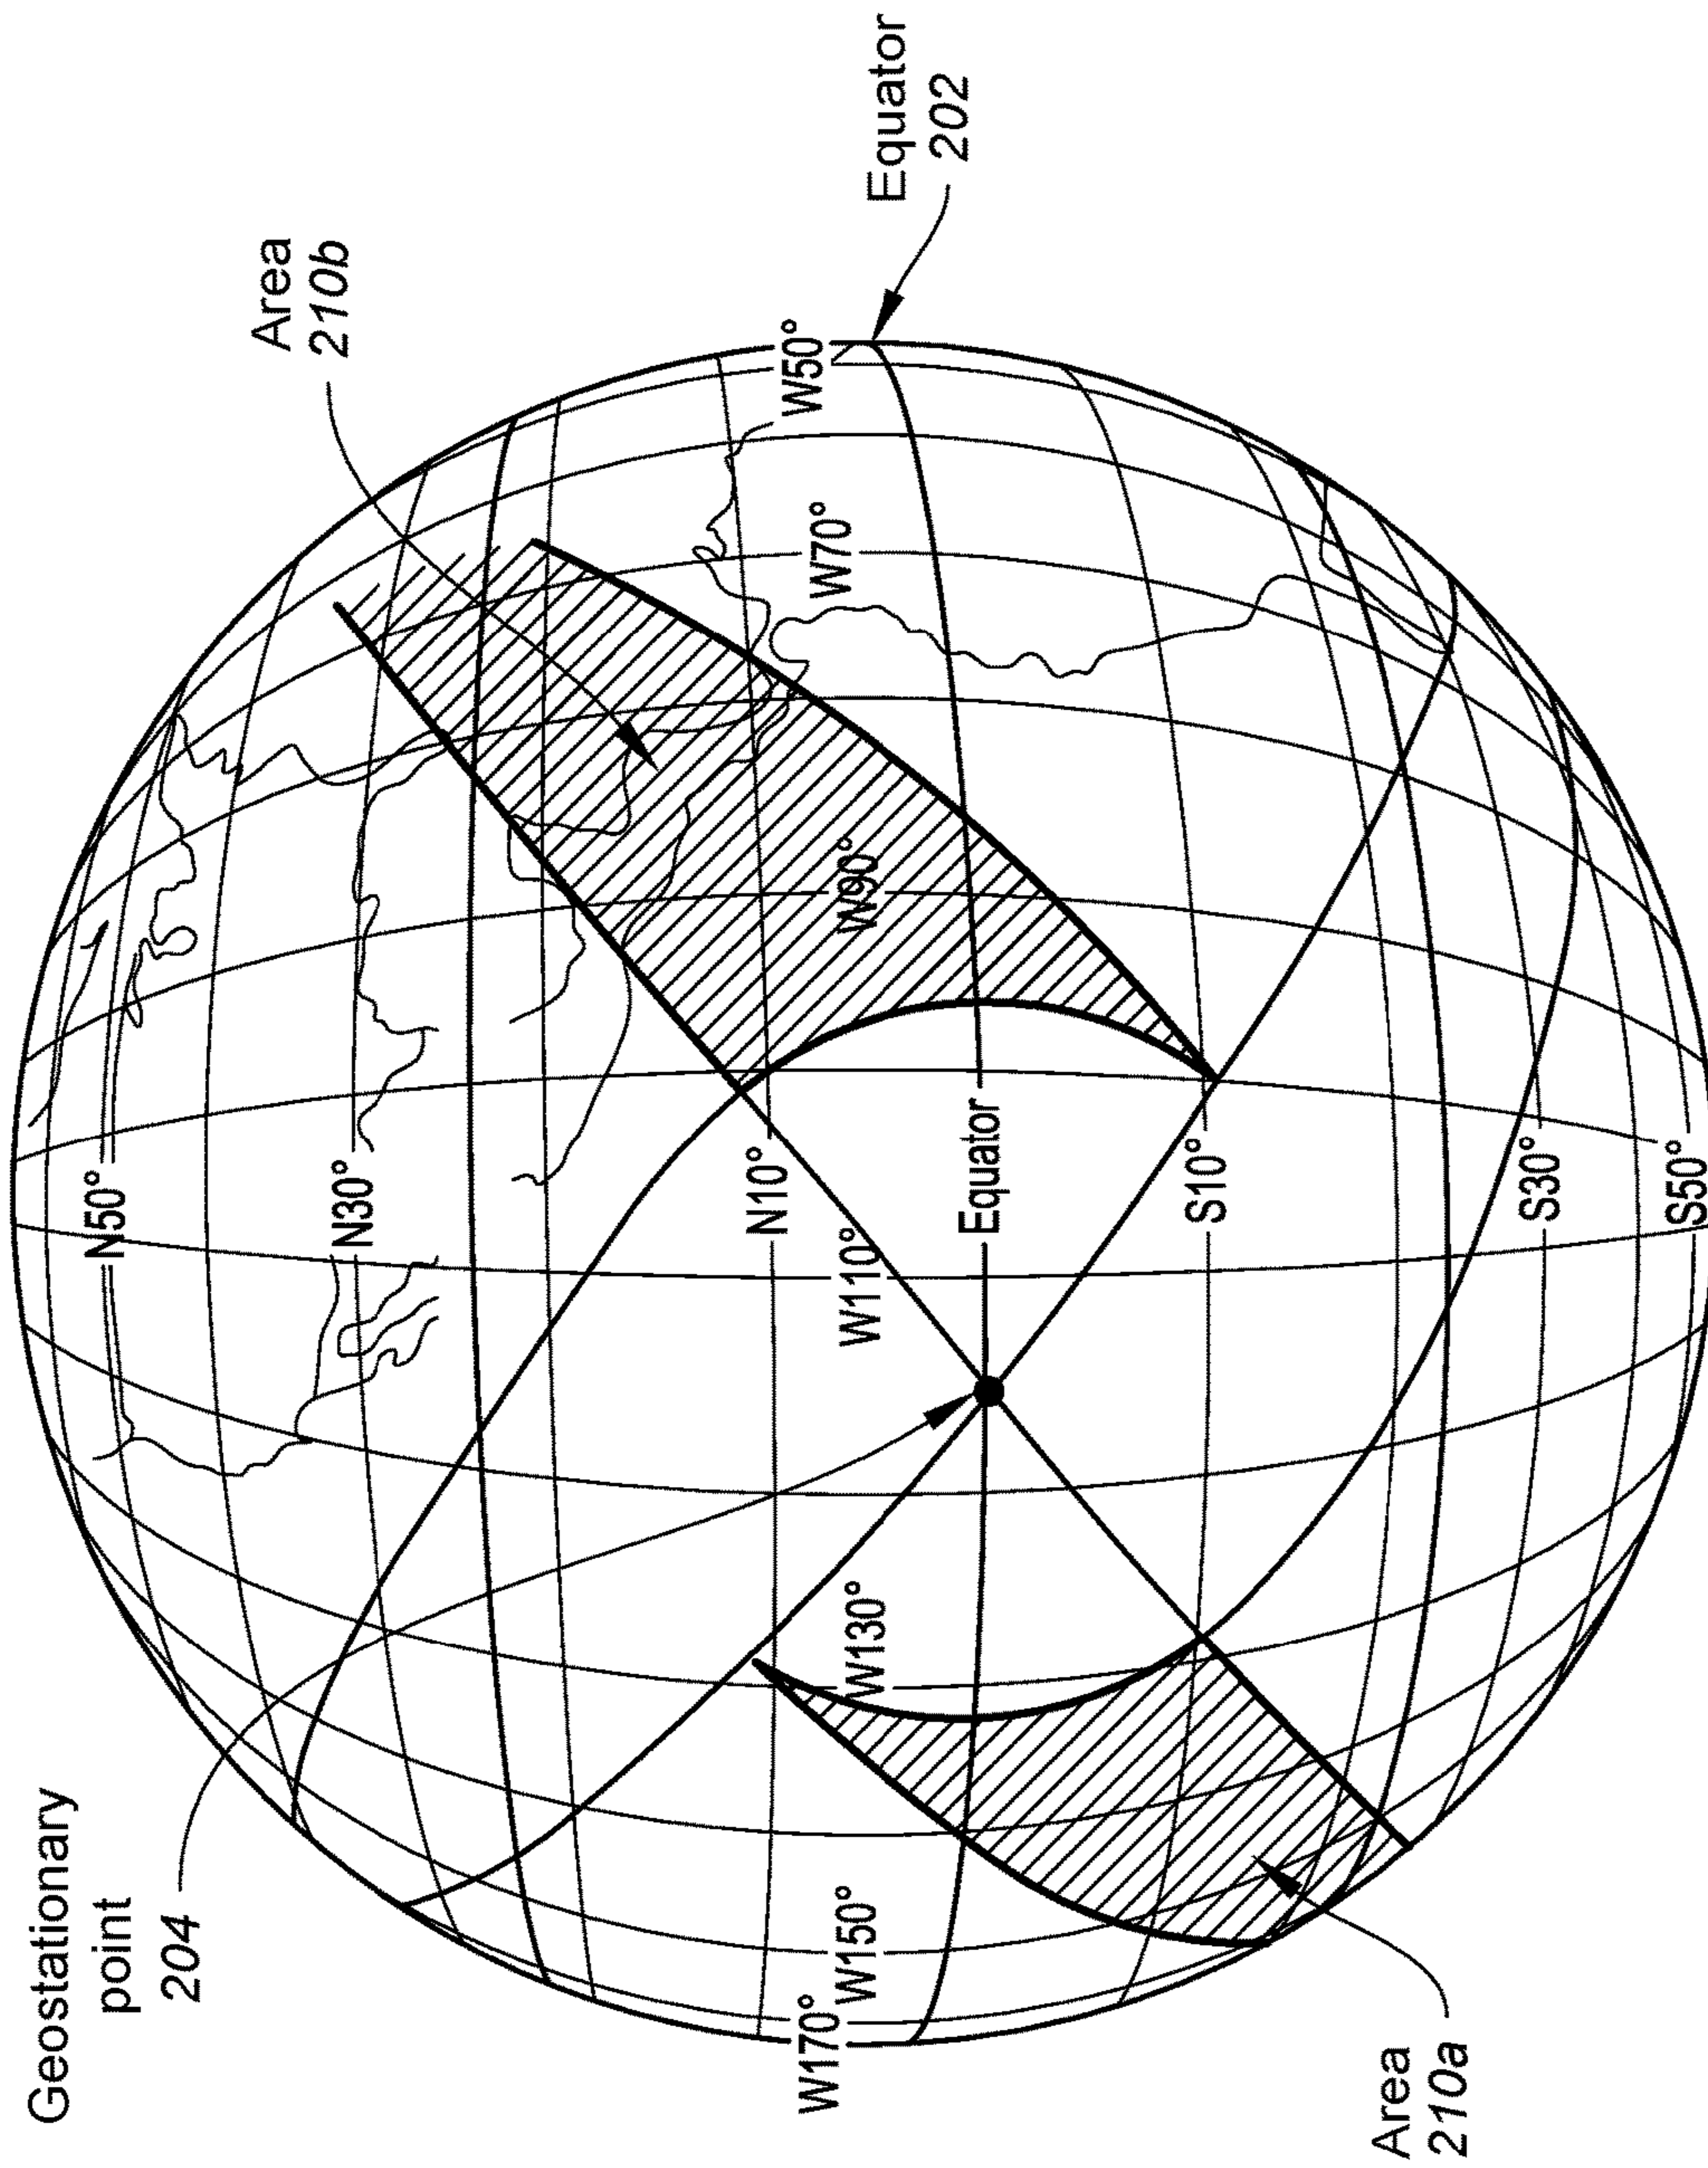 Geostationary
point
204
Area
210b
Equator
202
Area
210a
N50°
N30°
N10°
Equator
S10°
S30°
S50°
W170°
W150°
W130°
W110°
W90°
W70°
W50°